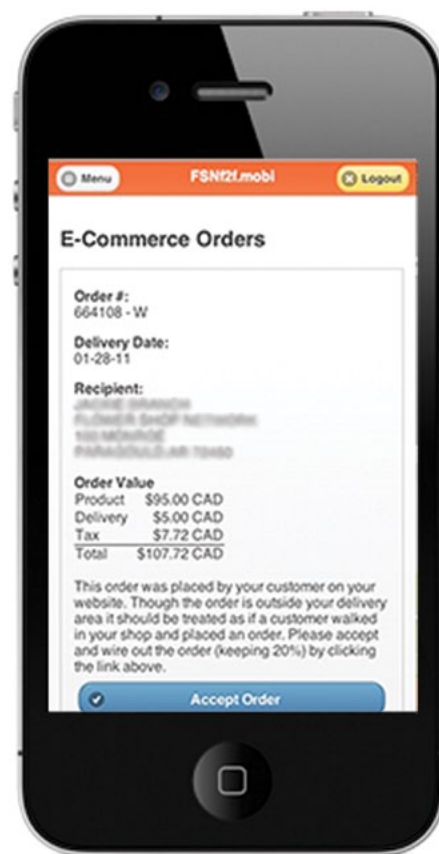 Menu
FSNf2f.mobi
Logout
E-Commerce Orders
Order #:
664108 - W
Delivery Date:
01-28-11
Recipient:
Order Value
Product $95.00 CAD
Delivery $5.00 CAD
Tax $7.72 CAD
Total $107.72 CAD
This order was placed by your customer on your
website. Though the order is outside your delivery
area it should be treated as if a customer walked
in your shop and placed an order. Please accept
and wire out the order (keeping 20%) by clicking
the link above.
Accept Order